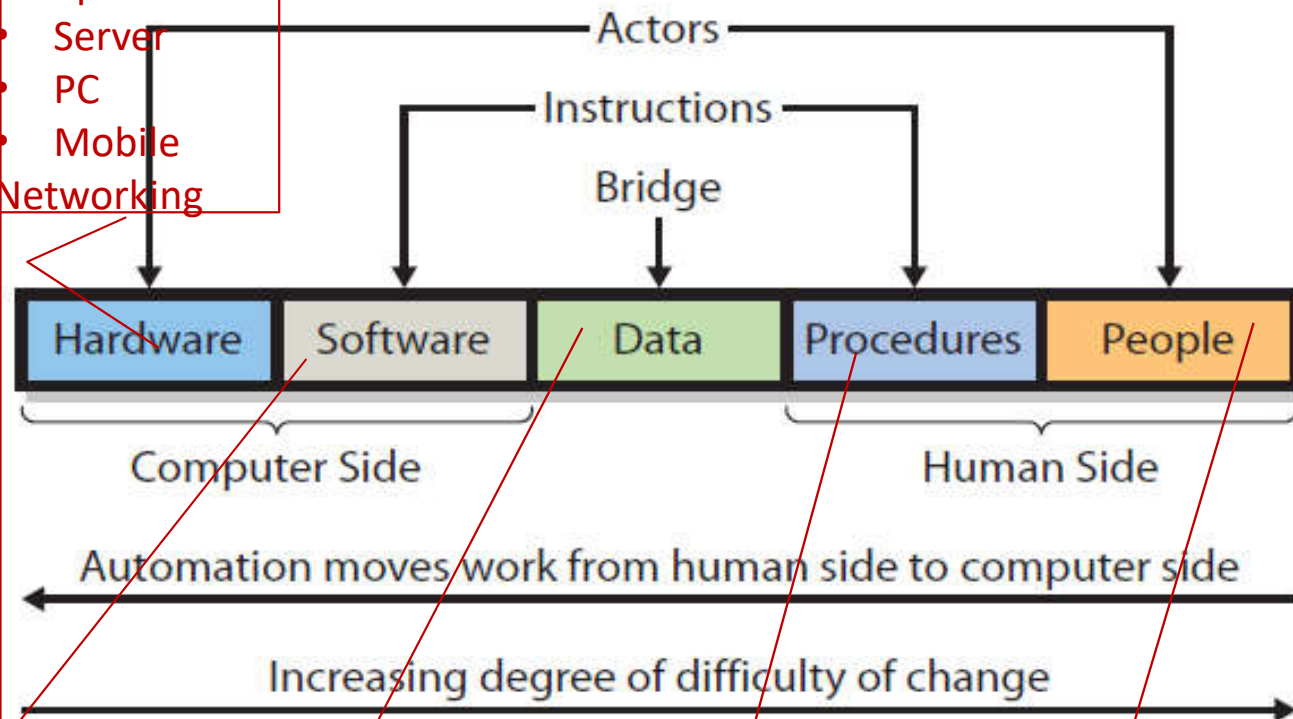 Server
PC
Mobile
Networking
Actors
Instructions
Bridge
Hardware Software Data Procedures People
Computer Side Human Side
Automation moves work from human side to computer side
Increasing degree of difficulty of change